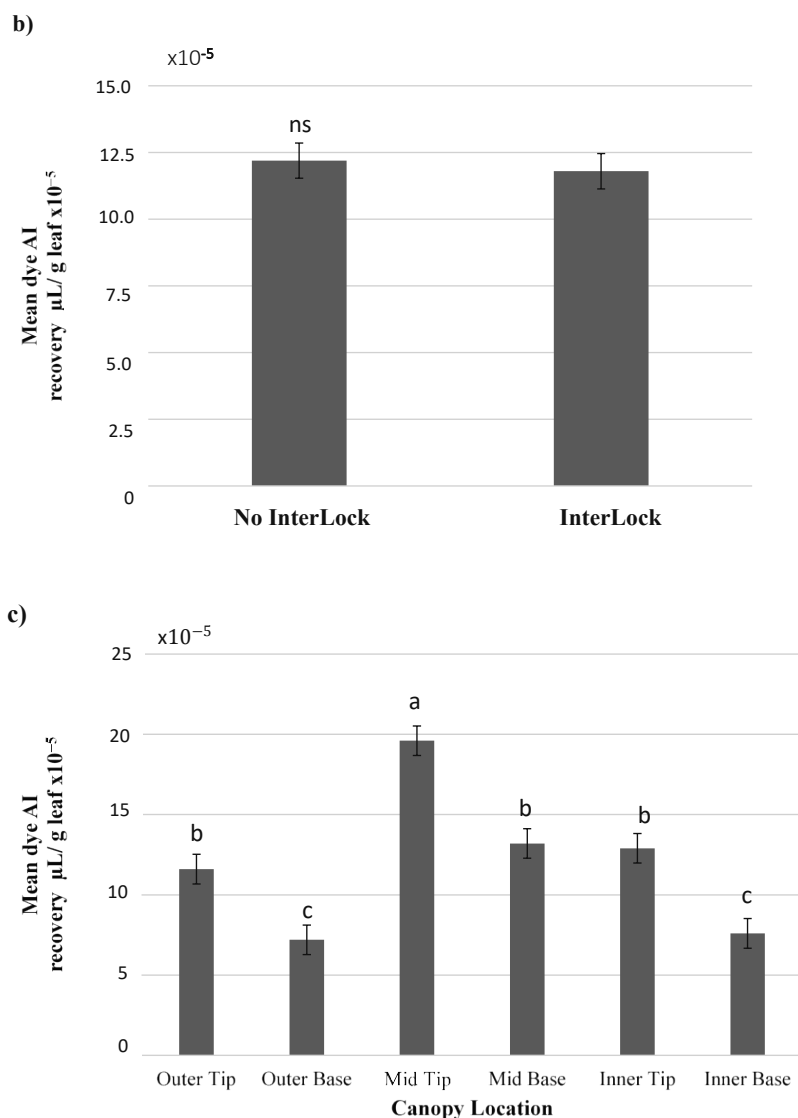 b)
x10-5
15.0
12.5
10.0
7.5
5.0
2.5
0
Mean dye AI
recovery µL/ g leaf x10⁻⁵
ns
No InterLock InterLock
c)
x10⁻⁵
25
20
15
10
5
0
Mean dye AI
recovery µL/ g leaf x10⁻⁵
b c a b b c
Outer Tip Outer Base Mid Tip Mid Base Inner Tip Inner Base
Canopy Location